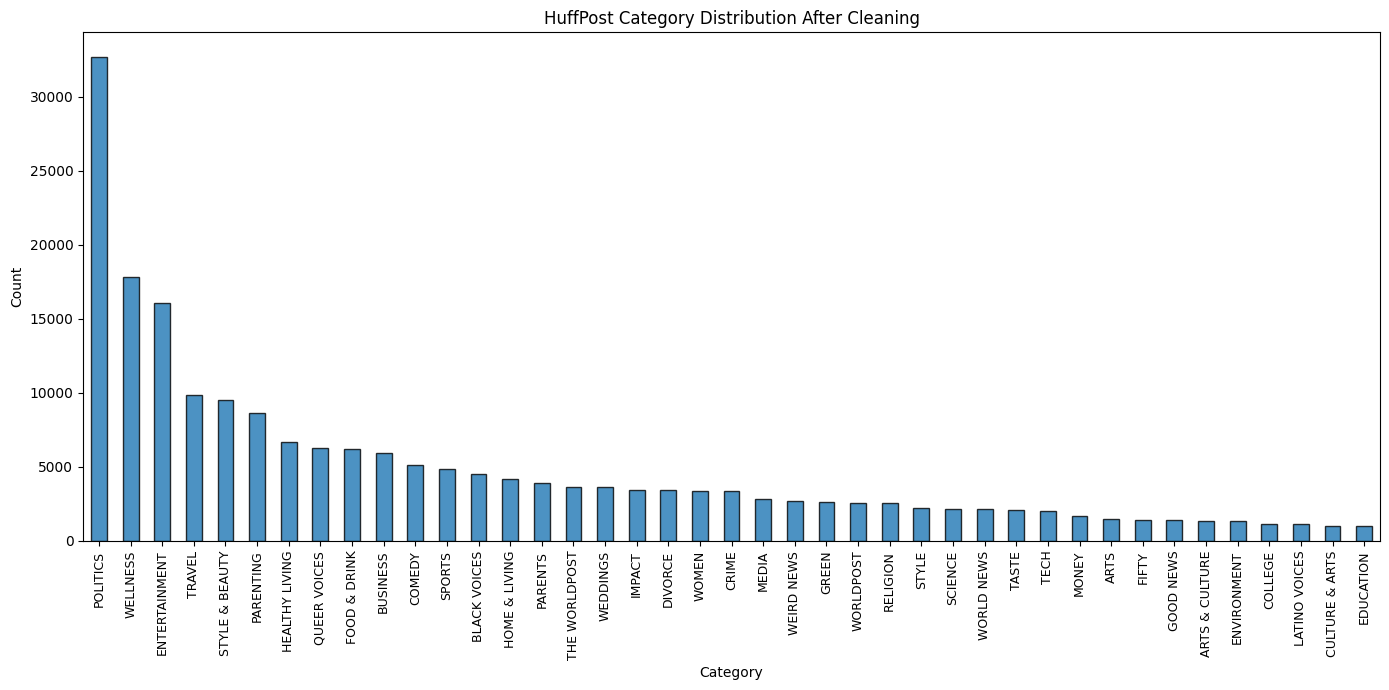 HuffPost Category Distribution After Cleaning
Count
30000
25000
20000
15000
10000
5000
0
POLITICS
WELLNESS
ENTERTAINMENT
TRAVEL
STYLE & BEAUTY
PARENTING
HEALTHY LIVING
QUEER VOICES
FOOD & DRINK
BUSINESS
COMEDY
SPORTS
BLACK VOICES
HOME & LIVING
PARENTS
THE WORLDPOST
WEDDINGS
IMPACT
DIVORCE
WOMEN
CRIME
MEDIA
WEIRD NEWS
GREEN
WORLDPOST
RELIGION
STYLE
SCIENCE
WORLD NEWS
TASTE
TECH
MONEY
ARTS
FIFTY
GOOD NEWS
ARTS & CULTURE
ENVIRONMENT
COLLEGE
LATINO VOICES
CULTURE & ARTS
EDUCATION
Category